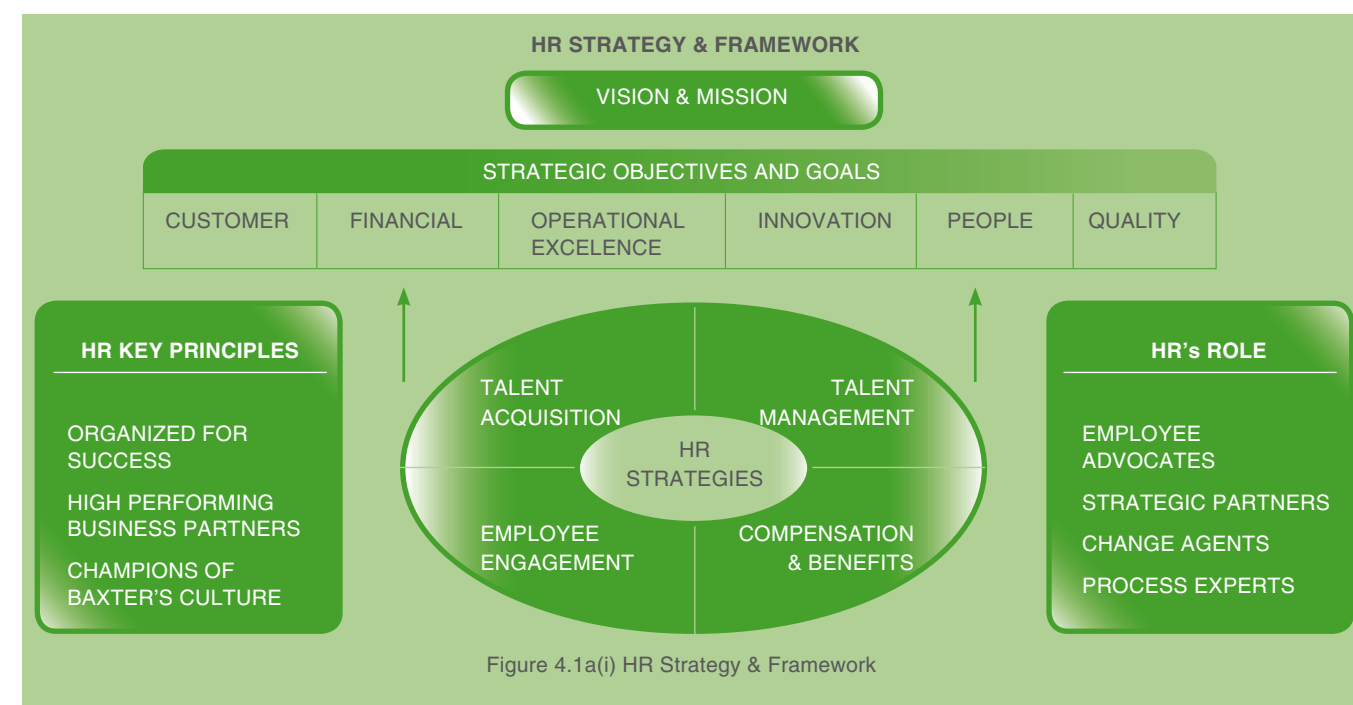 HR STRATEGY & FRAMEWORK
VISION & MISSION
STRATEGIC OBJECTIVES AND GOALS
CUSTOMER
FINANCIAL
OPERATIONAL
EXCELENCE
INNOVATION
PEOPLE
QUALITY
HR KEY PRINCIPLES
ORGANIZED FOR
SUCCESS
HIGH PERFORMING
BUSINESS PARTNERS
CHAMPIONS OF
BAXTER'S CULTURE
TALENT
ACQUISITION
TALENT
MANAGEMENT
HR
STRATEGIES
EMPLOYEE
ENGAGEMENT
COMPENSATION
& BENEFITS
HR's ROLE
EMPLOYEE
ADVOCATES
STRATEGIC PARTNERS
CHANGE AGENTS
PROCESS EXPERTS
Figure 4.1a(i) HR Strategy & Framework